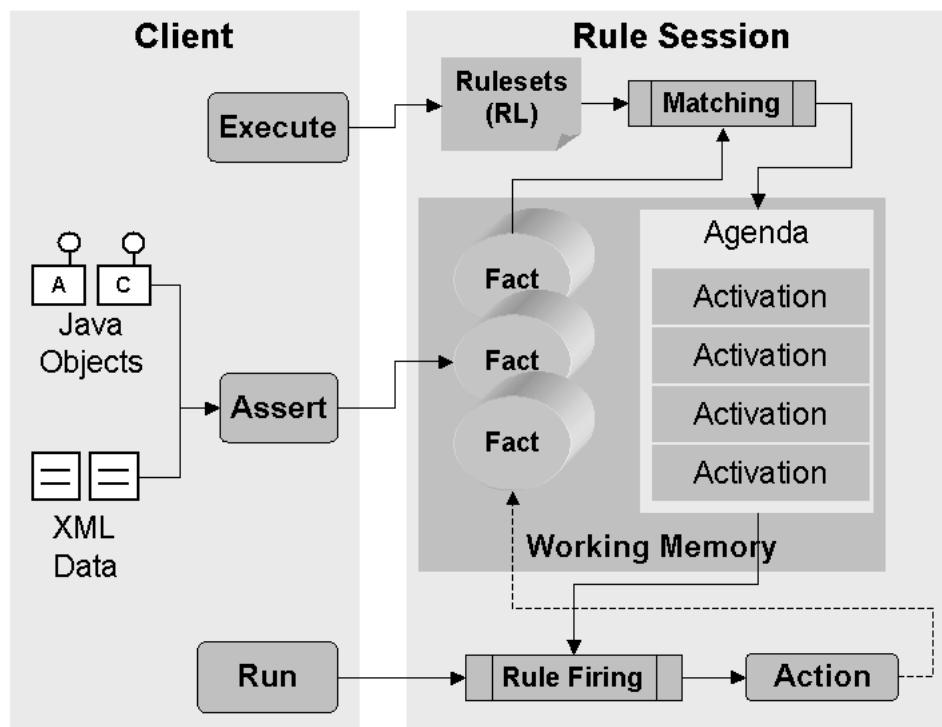 Client
Rule Session
Execute
Rulesets
(RL)
Matching
Agenda
Fact
Activation
A
C
Java
Objects
Activation
Fact
Assert
Activation
Fact
Activation
XML
Data
Working Memory
Run
Rule Firing
Action